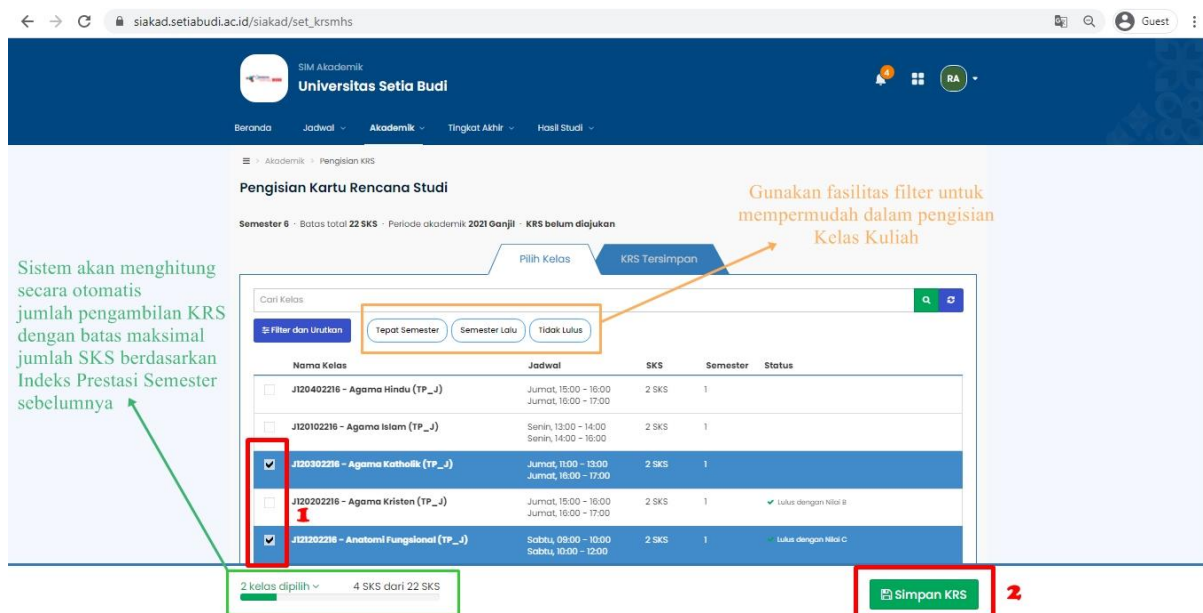 siakad.setiabudi.ac.id/siakad/set_krsmhs
Guest
SIM Akademik
Universitas Setia Budi
4
RA
Beranda
Jadwal
Akademik
Tingkat Akhir
Hasil Studi
Akademik > Pengisian KRS
Pengisian Kartu Rencana Studi
Semester 6 · Batas total 22 SKS · Periode akademik 2021 Ganjil · KRS belum diajukan
Gunakan fasilitas filter untuk
mempermudah dalam pengisian
Kelas Kuliah
Sistem akan menghitung
secara otomatis
jumlah pengambilan KRS
dengan batas maksimal
jumlah SKS berdasarkan
Indeks Prestasi Semester
sebelumnya
Pilih Kelas
KRS Tersimpan
Cari Kelas
Filter dan Urutkan
Tepat Semester
Semester Lalu
Tidak Lulus
Nama Kelas Jadwal SKS Semester Status
J120402216 - Agama Hindu (TP_J) Jumat, 15:00 - 16:00 2 SKS 1
Jumat, 16:00 - 17:00
J120102216 - Agama Islam (TP_J) Senin, 13:00 - 14:00 2 SKS 1
Senin, 14:00 - 16:00
J120302216 - Agama Katholik (TP_J) Jumat, 11:00 - 13:00 2 SKS 1
Jumat, 16:00 - 17:00
J120202216 - Agama Kristen (TP_J) Jumat, 15:00 - 16:00 2 SKS 1 Lulus dengan Nilai B
Jumat, 16:00 - 17:00
1
J121202216 - Anatomi Fungsional (TP_J) Sabtu, 09:00 - 10:00 2 SKS 1 Lulus dengan Nilai C
Sabtu, 10:00 - 12:00
2 kelas dipilih
4 SKS dari 22 SKS
Simpan KRS
2